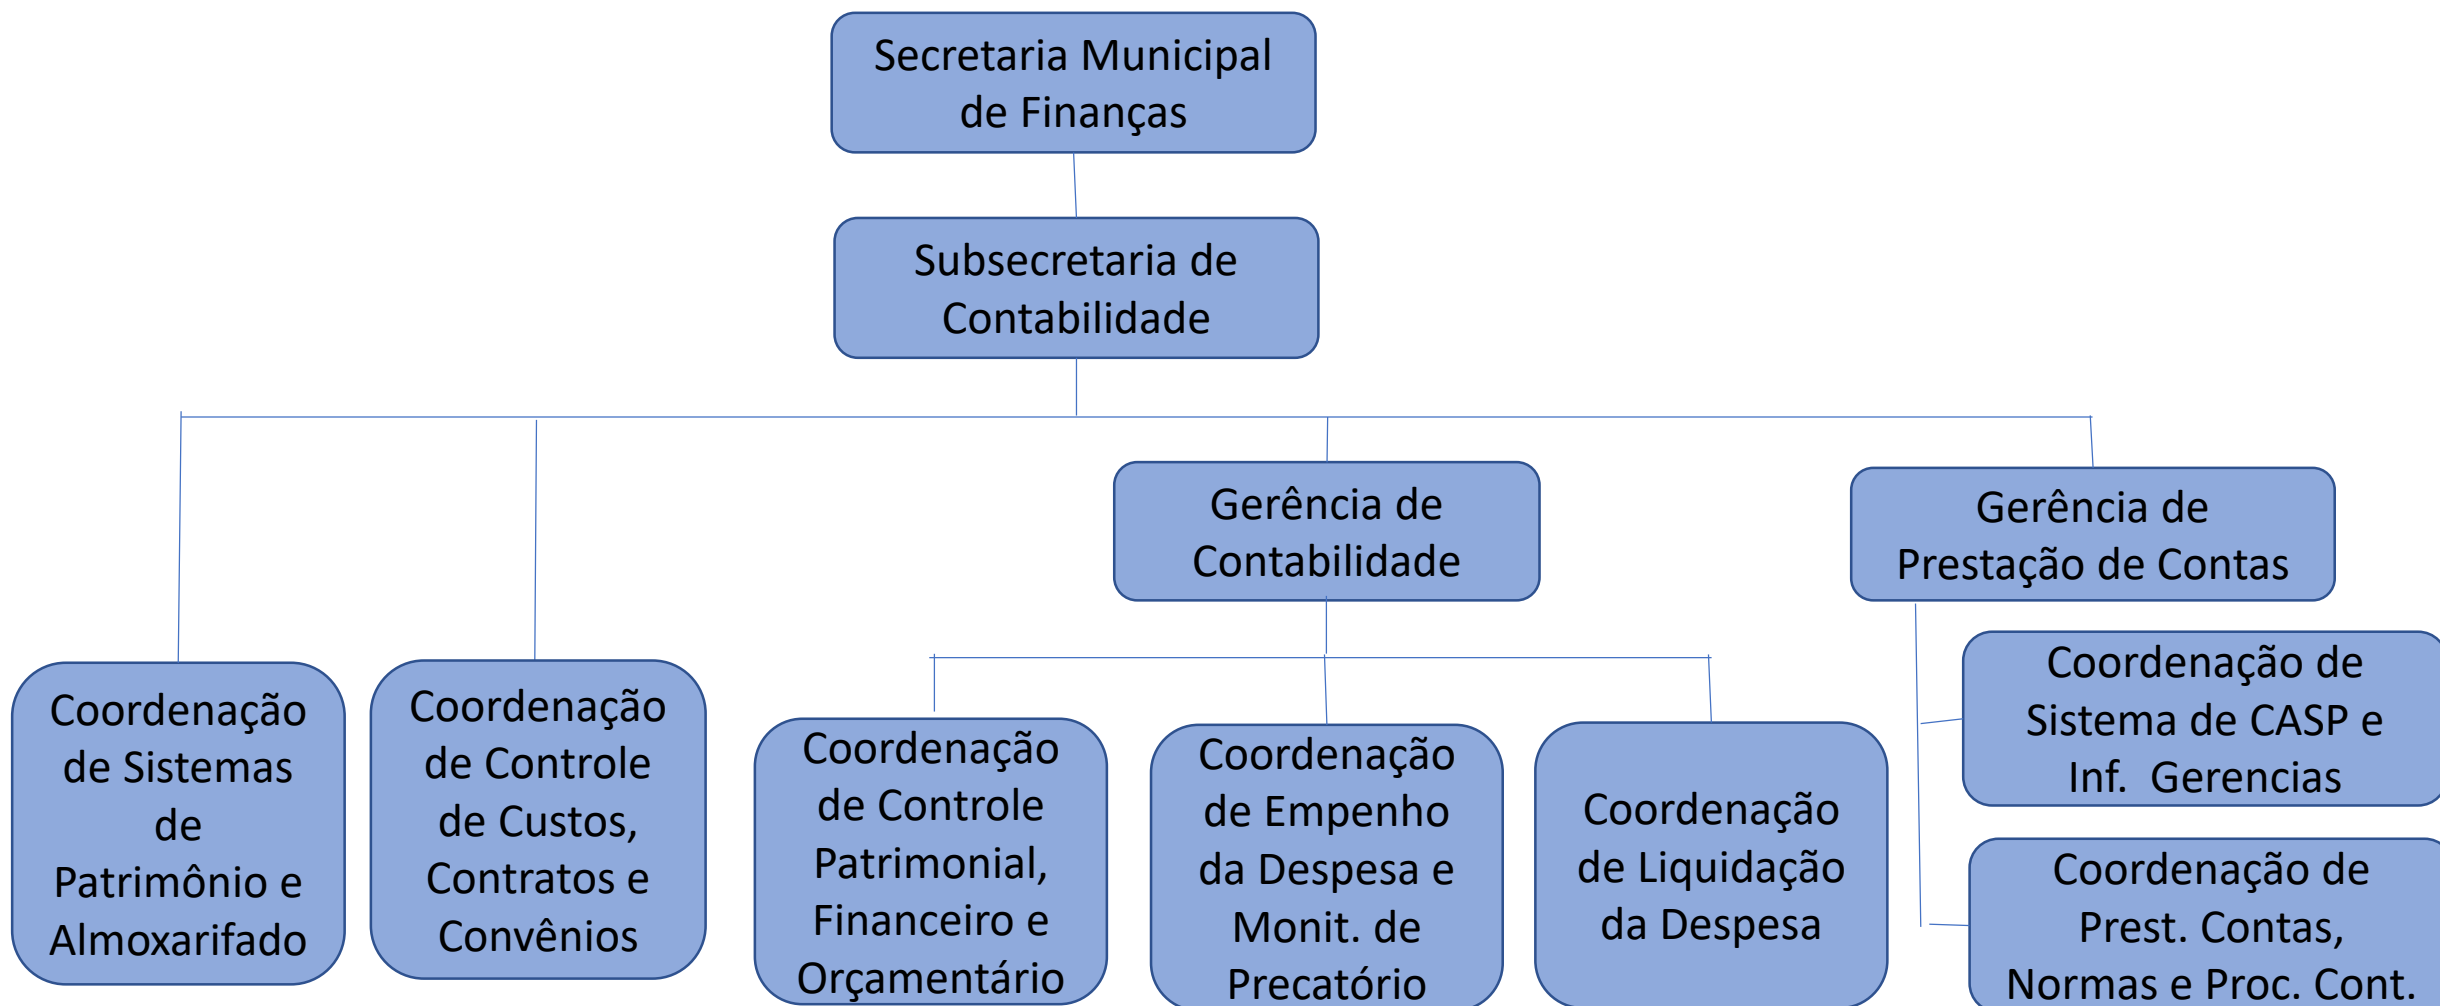 Secretaria Municipal
de Finanças
Subsecretaria de
Contabilidade
Gerência de
Contabilidade
Gerência de
Prestação de Contas
Coordenação
de Sistemas
de
Patrimônio e
Almoxarifado
Coordenação
de Controle
de Custos,
Contratos e
Convênios
Coordenação
de Controle
Patrimonial,
Financeiro e
Orçamentário
Coordenação
de Empenho
da Despesa e
Monit. de
Precatório
Coordenação
de Liquidação
da Despesa
Coordenação de
Sistema de CASP e
Inf.  Gerencias
Coordenação de
Prest. Contas,
Normas e Proc. Cont.